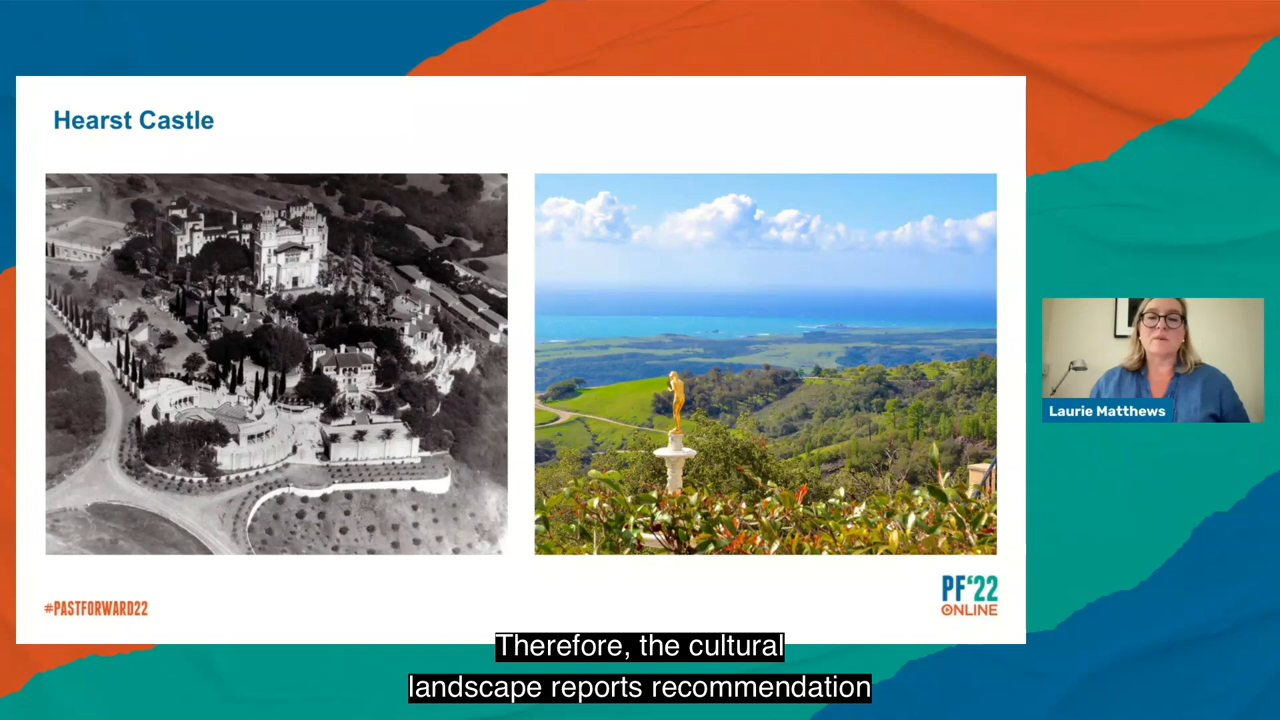 Hearst Castle
Laurie Matthews
#PASTFORWARD22
PF'22
ONLINE
Therefore, the cultural
landscape reports recommendation